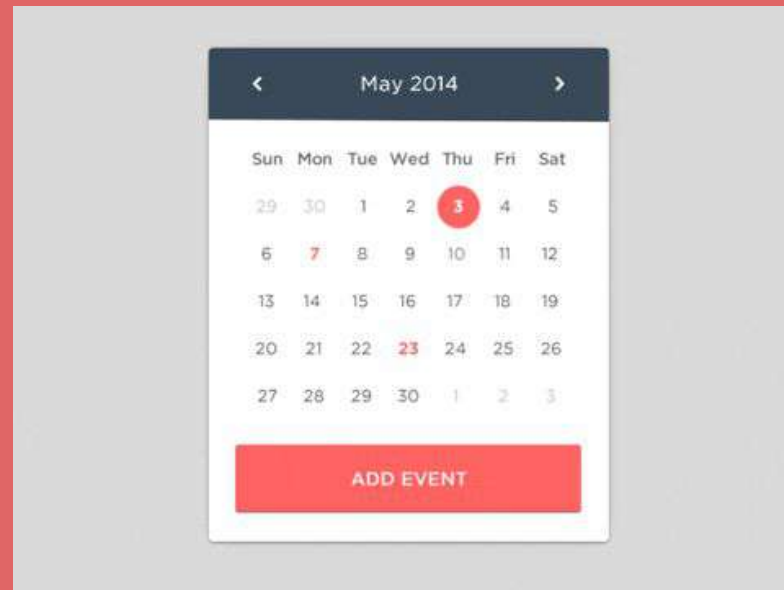 May 2014
Sun Mon Tue Wed Thu Fri Sat
29 30 1 2 3 4 5
6 7 8 9 10 11 12
13 14 15 16 17 18 19
20 21 22 23 24 25 26
27 28 29 30 1 2 3
ADD EVENT